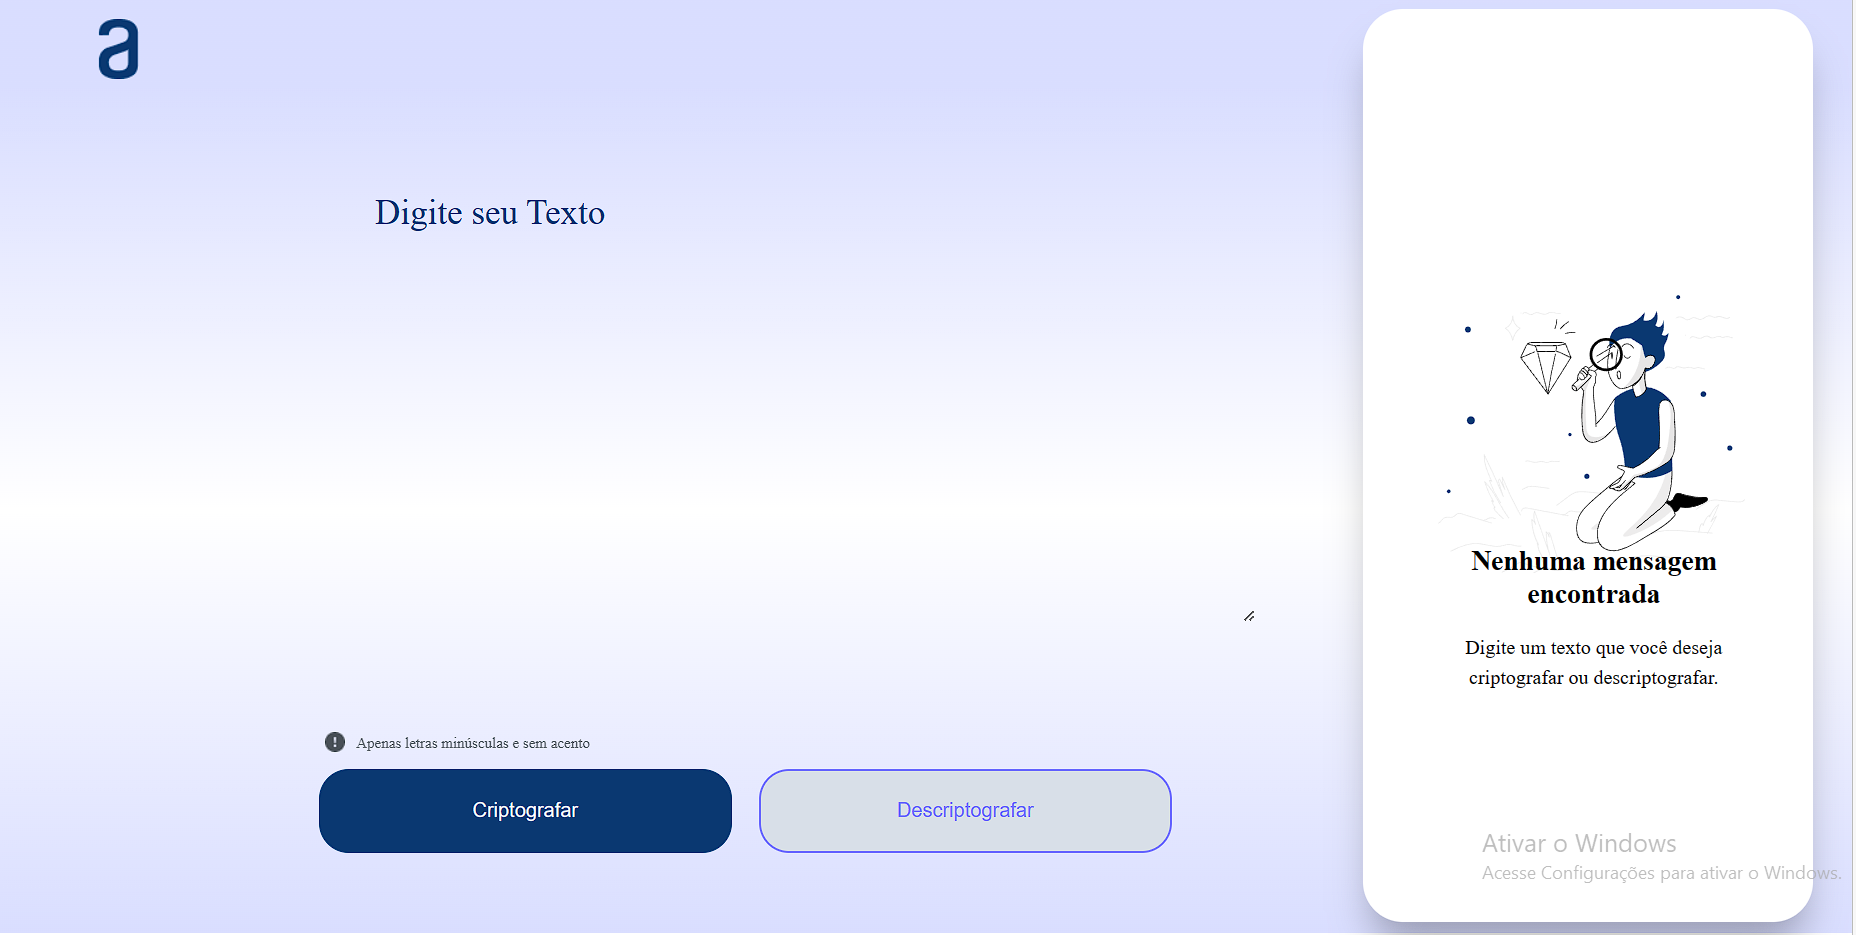 a
Digite seu Texto
Apenas letras minúsculas e sem acento
Criptografar
Descriptografar
Nenhuma mensagem
encontrada
Digite um texto que você deseja
criptografar ou descriptografar.
Ativar o Windows
Acesse Configurações para ativar o Windows.